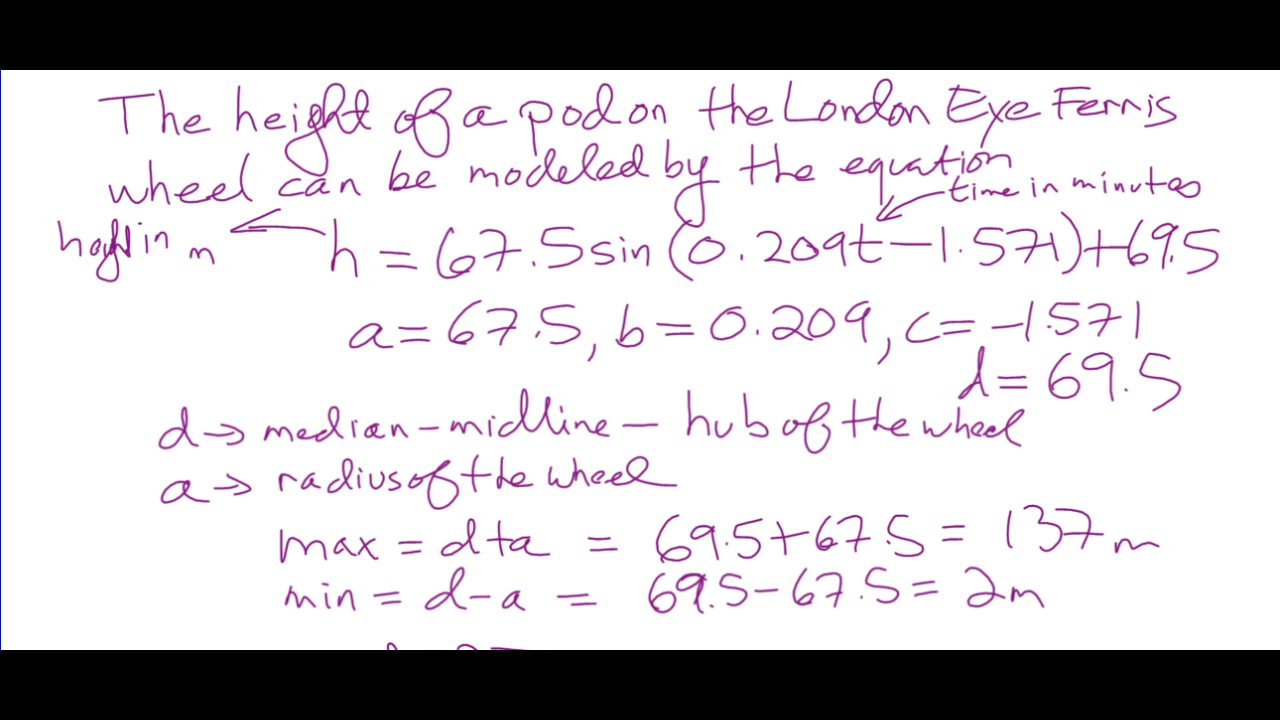 The height of a pod on the London Eye Ferris
wheel can be modeled by the equation
time in minutes
height in m
h = 67.5 sin (0.209t - 1.571) + 69.5
a = 67.5, b = 0.209, c = -1.571
d = 69.5
d → median - midline - hub of the wheel
a → radius of the wheel
max = d + a = 69.5 + 67.5 = 137 m
min = d - a = 69.5 - 67.5 = 2m